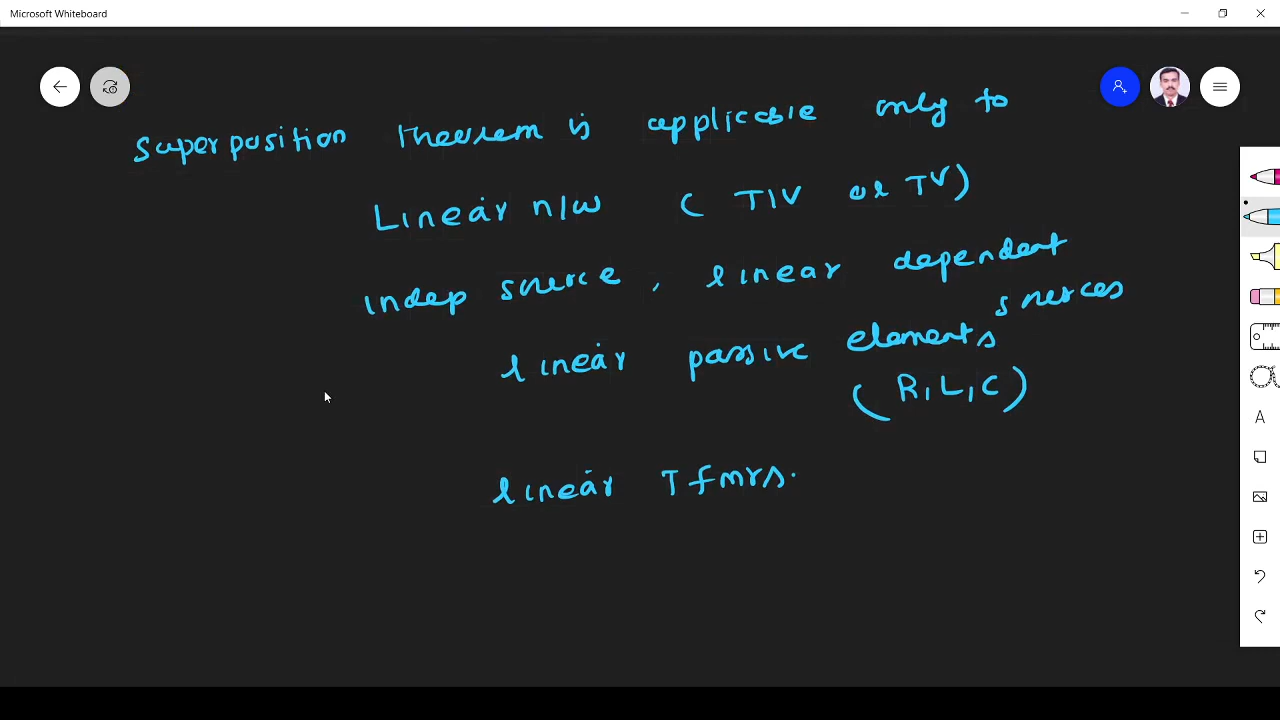 Microsoft Whiteboard
Superposition Theorem is applicable only to
Linear n/w ( TIV or TV)
indep source, linear dependent
sources
linear passive elements
(R, L, C)
linear Tfmrs.
A